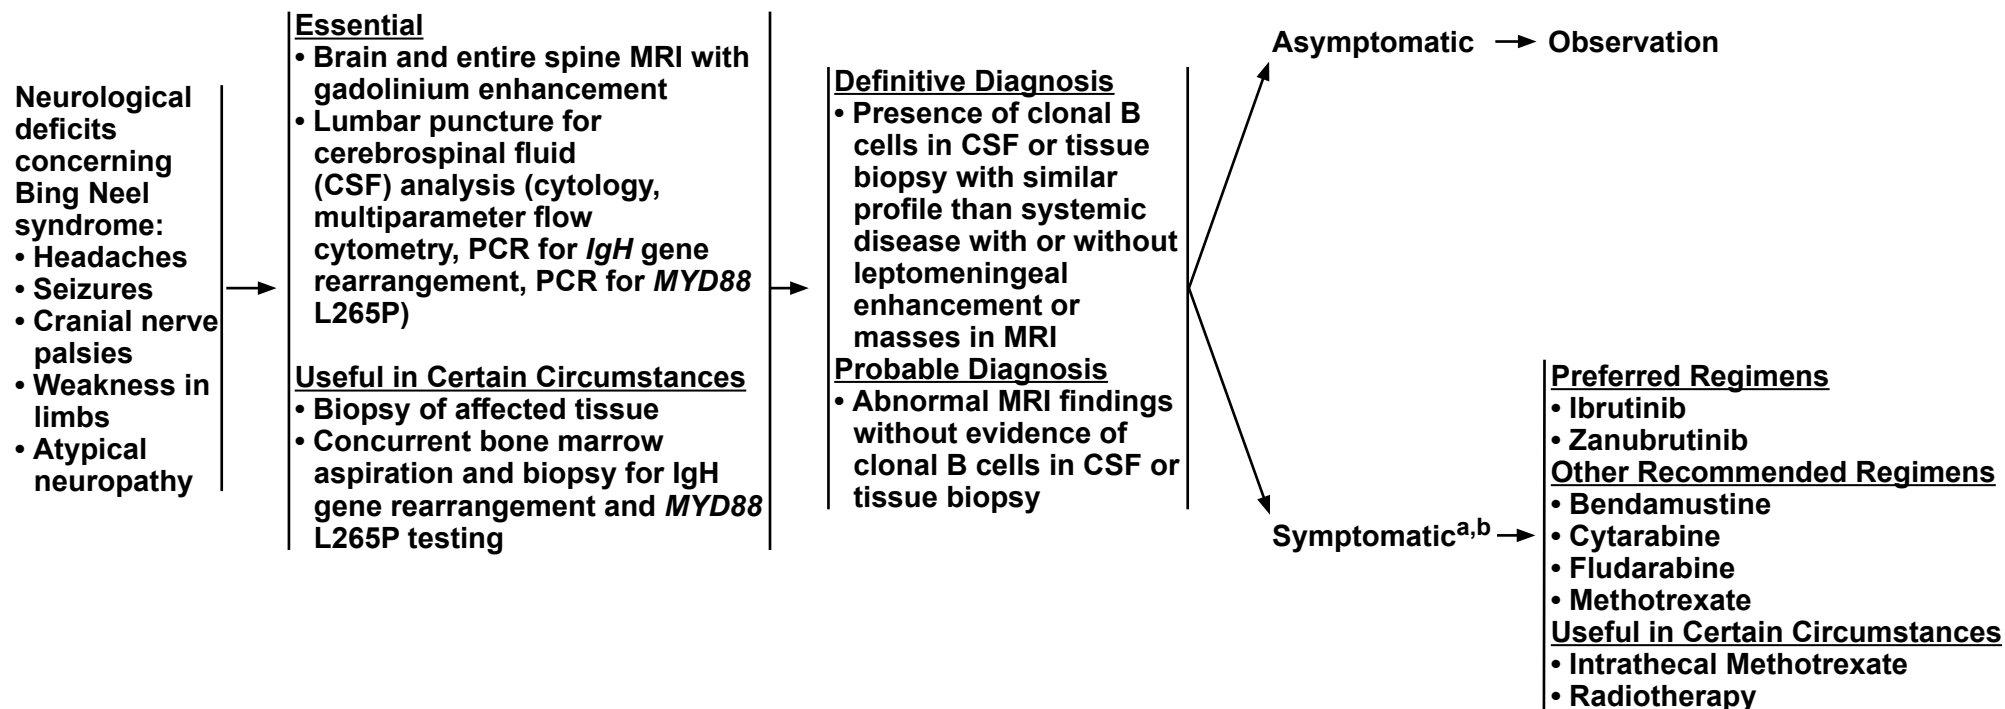 Neurological
deficits
concerning
Bing Neel
syndrome:
• Headaches
• Seizures
• Cranial nerve
palsies
• Weakness in
limbs
• Atypical
neuropathy
Essential
• Brain and entire spine MRI with
gadolinium enhancement
• Lumbar puncture for
cerebrospinal fluid
(CSF) analysis (cytology,
multiparameter flow
cytometry, PCR for IgH gene
rearrangement, PCR for MYD88
L265P)
Useful in Certain Circumstances
• Biopsy of affected tissue
• Concurrent bone marrow
aspiration and biopsy for IgH
gene rearrangement and MYD88
L265P testing
Definitive Diagnosis
• Presence of clonal B
cells in CSF or tissue
biopsy with similar
profile than systemic
disease with or without
leptomeningeal
enhancement or
masses in MRI
Probable Diagnosis
• Abnormal MRI findings
without evidence of
clonal B cells in CSF or
tissue biopsy
Asymptomatic
Observation
Symptomatic^a,b
Preferred Regimens
• Ibrutinib
• Zanubrutinib
Other Recommended Regimens
• Bendamustine
• Cytarabine
• Fludarabine
• Methotrexate
Useful in Certain Circumstances
• Intrathecal Methotrexate
• Radiotherapy